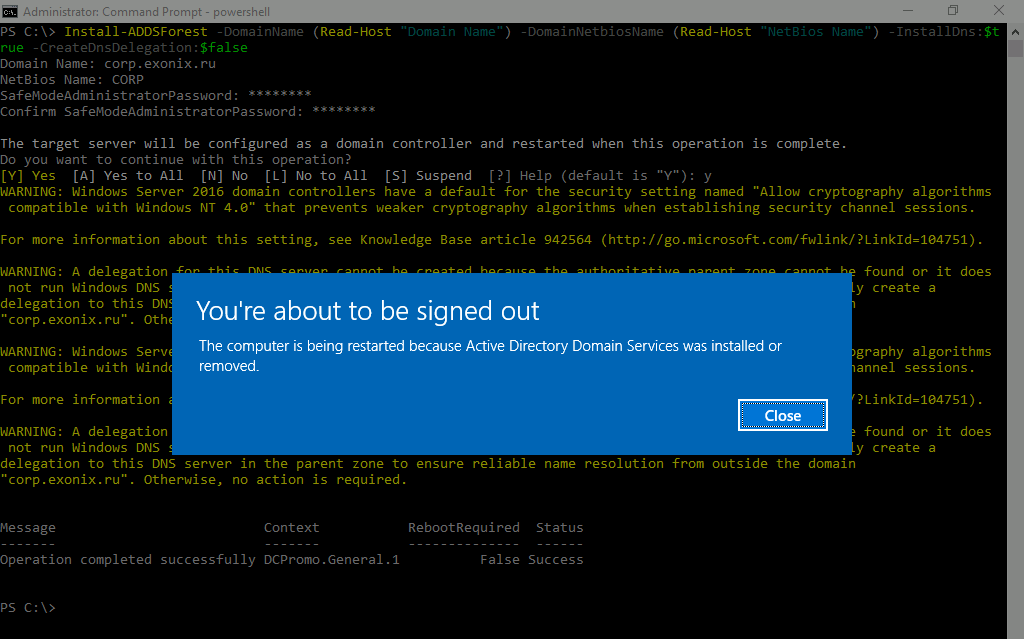 Administrator: Command Prompt - powershell
PS C:\> Install-ADDSForest -DomainName (Read-Host "Domain Name") -DomainNetbiosName (Read-Host "NetBios Name") -InstallDns:$t
rue -CreateDnsDelegation:$false
Domain Name: corp.exonix.ru
NetBios Name: CORP
SafeModeAdministratorPassword: ********
Confirm SafeModeAdministratorPassword: ********
The target server will be configured as a domain controller and restarted when this operation is complete.
Do you want to continue with this operation?
[Y] Yes  [A] Yes to All  [N] No  [L] No to All  [S] Suspend  [?] Help (default is "Y"): y
WARNING: Windows Server 2016 domain controllers have a default for the security setting named "Allow cryptography algorithms
compatible with Windows NT 4.0" that prevents weaker cryptography algorithms when establishing security channel sessions.
For more information about this setting, see Knowledge Base article 942564 (http://go.microsoft.com/fwlink/?LinkId=104751).
WARNING: A delegation for this DNS server cannot be created because the authoritative parent zone cannot be found or it does
not run Windows DNS ly create a
delegation to this DNS
"corp.exonix.ru". Othe
You're about to be signed out
The computer is being restarted because Active Directory Domain Services was installed or
removed.
Close
WARNING: Windows Serve ography algorithms
compatible with Windo hannel sessions.
For more information ?LinkId=104751).
WARNING: A delegation e found or it does
not run Windows DNS ly create a
delegation to this DNS server in the parent zone to ensure reliable name resolution from outside the domain
"corp.exonix.ru". Otherwise, no action is required.
Message Context RebootRequired Status
------- ------- -------------- ------
Operation completed successfully DCPromo.General.1 False Success
PS C:\>